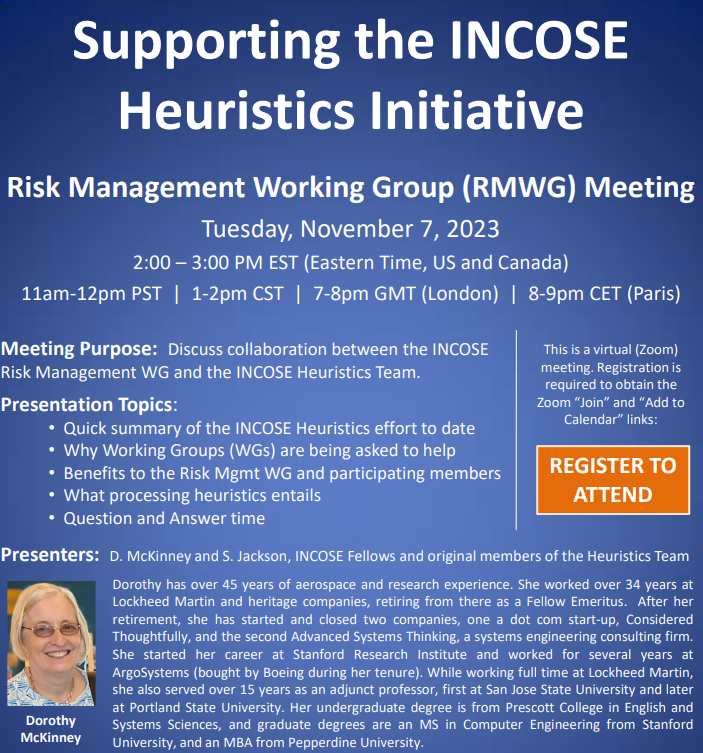 Supporting the INCOSE
Heuristics Initiative
Risk Management Working Group (RMWG) Meeting
Tuesday, November 7, 2023
2:00 – 3:00 PM EST (Eastern Time, US and Canada)
11am-12pm PST | 1-2pm CST | 7-8pm GMT (London) | 8-9pm CET (Paris)
Meeting Purpose: Discuss collaboration between the INCOSE
Risk Management WG and the INCOSE Heuristics Team.
Presentation Topics:
• Quick summary of the INCOSE Heuristics effort to date
• Why Working Groups (WGs) are being asked to help
• Benefits to the Risk Mgmt WG and participating members
• What processing heuristics entails
• Question and Answer time
This is a virtual (Zoom)
meeting. Registration is
required to obtain the
Zoom “Join” and “Add to
Calendar” links:
REGISTER TO
ATTEND
Presenters: D. McKinney and S. Jackson, INCOSE Fellows and original members of the Heuristics Team
Dorothy has over 45 years of aerospace and research experience. She worked over 34 years at
Lockheed Martin and heritage companies, retiring from there as a Fellow Emeritus. After her
retirement, she has started and closed two companies, one a dot com start-up, Considered
Thoughtfully, and the second Advanced Systems Thinking, a systems engineering consulting firm.
She started her career at Stanford Research Institute and worked for several years at
ArgoSystems (bought by Boeing during her tenure). While working full time at Lockheed Martin,
she also served over 15 years as an adjunct professor, first at San Jose State University and later
at Portland State University. Her undergraduate degree is from Prescott College in English and
Systems Sciences, and graduate degrees are an MS in Computer Engineering from Stanford
University, and an MBA from Pepperdine University.
Dorothy
McKinney